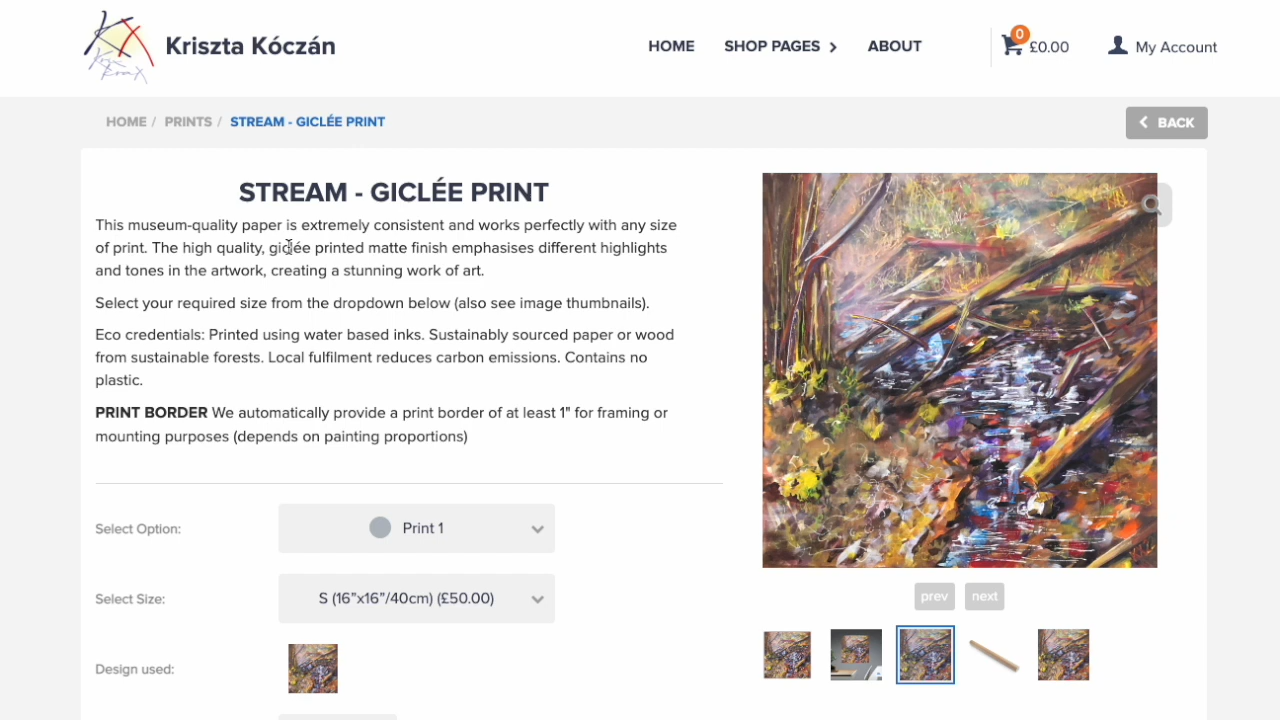 Kriszta Kóczán
HOME SHOP PAGES ABOUT
0
£0.00
My Account
HOME / PRINTS / STREAM - GICLÉE PRINT
BACK
STREAM - GICLÉE PRINT
This museum-quality paper is extremely consistent and works perfectly with any size
of print. The high quality, giclée printed matte finish emphasises different highlights
and tones in the artwork, creating a stunning work of art.
Select your required size from the dropdown below (also see image thumbnails).
Eco credentials: Printed using water based inks. Sustainably sourced paper or wood
from sustainable forests. Local fulfilment reduces carbon emissions. Contains no
plastic.
PRINT BORDER We automatically provide a print border of at least 1" for framing or
mounting purposes (depends on painting proportions)
Select Option: Print 1
Select Size: S (16”x16”/40cm) (£50.00)
Design used:
prev next